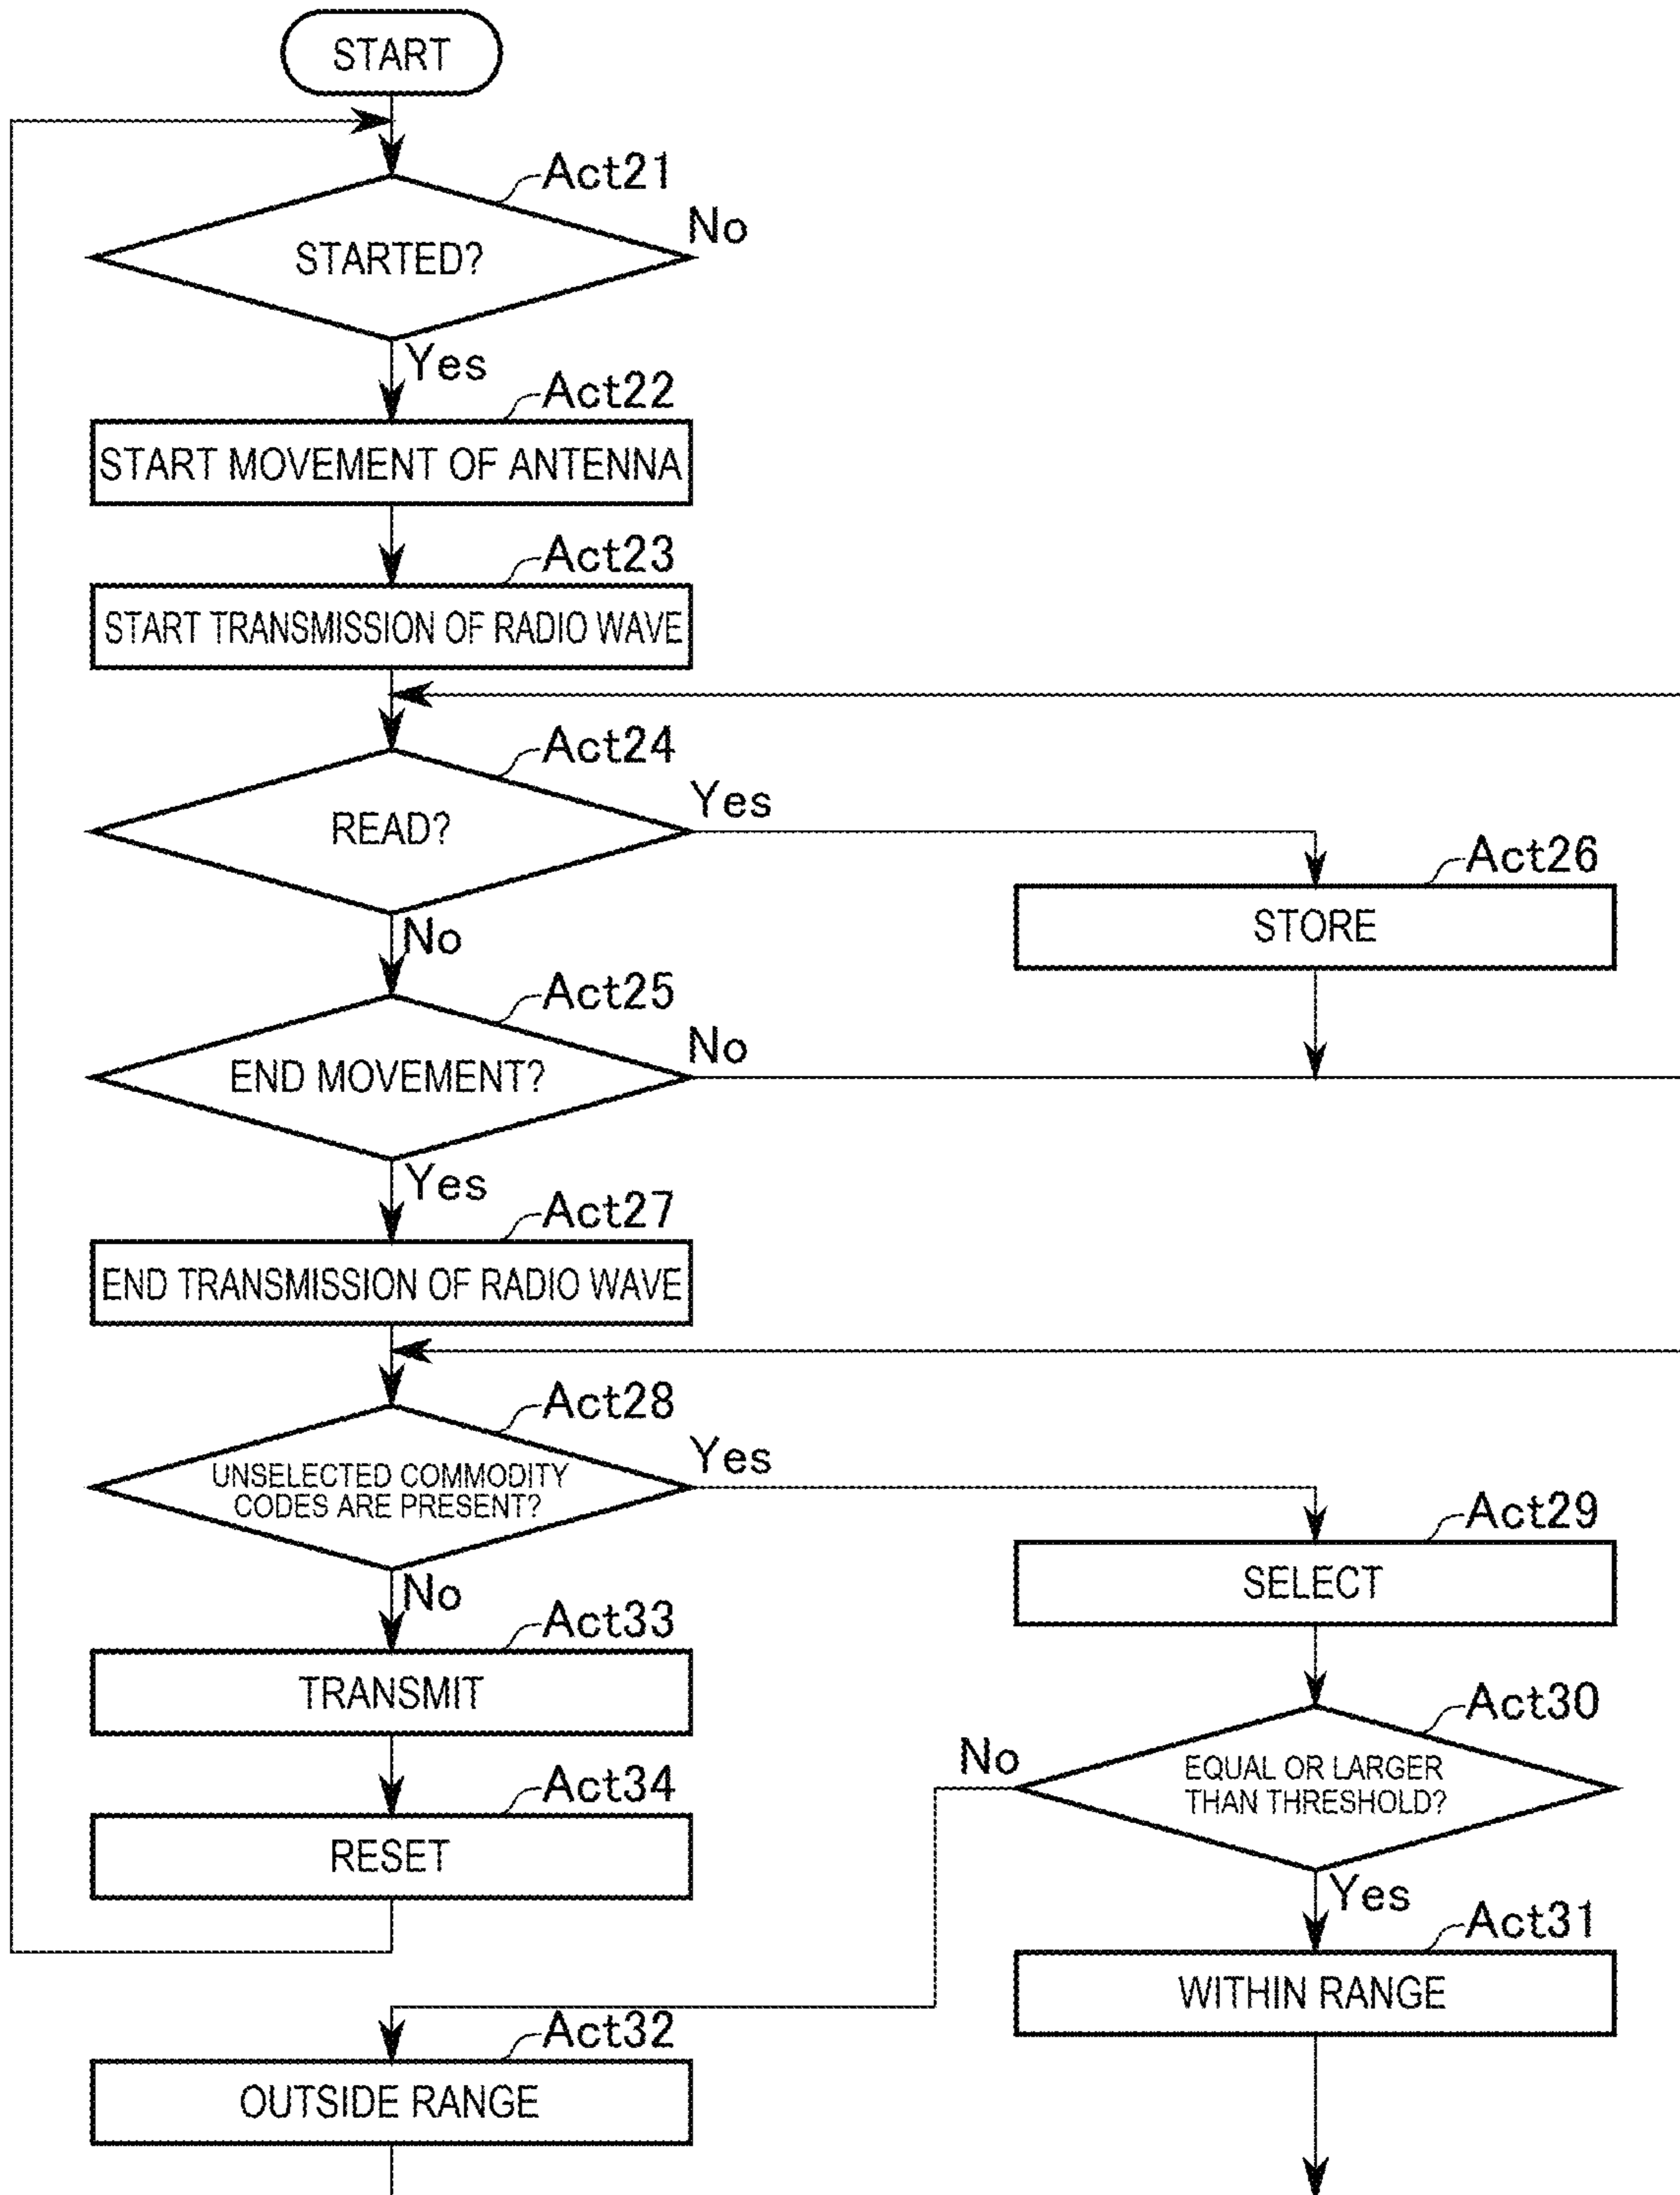 START
Act21
STARTED?
No
Yes
Act22
START MOVEMENT OF ANTENNA
Act23
START TRANSMISSION OF RADIO WAVE
Act24
READ?
Yes
Act26
STORE
No
Act25
END MOVEMENT?
No
Yes
Act27
END TRANSMISSION OF RADIO WAVE
Act28
UNSELECTED COMMODITY
CODES ARE PRESENT?
Yes
Act29
SELECT
No
Act33
TRANSMIT
Act30
EQUAL OR LARGER
THAN THRESHOLD?
No
Act34
RESET
Yes
Act31
WITHIN RANGE
Act32
OUTSIDE RANGE